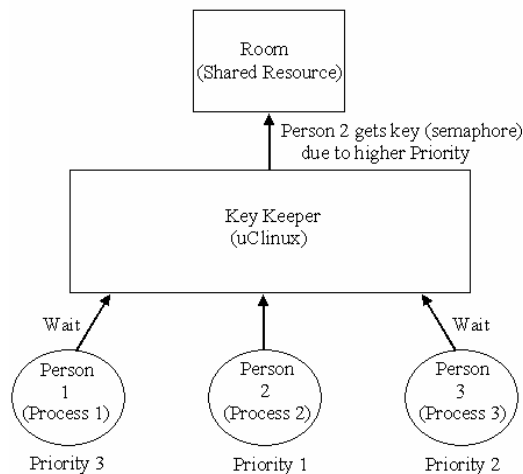 Room
(Shared Resource)
Person 2 gets key (semaphore)
due to higher Priority
Key Keeper
(uClinux)
Wait
Wait
Person
1
(Process 1)
Person
2
(Process 2)
Person
3
(Process 3)
Priority 3
Priority 1
Priority 2